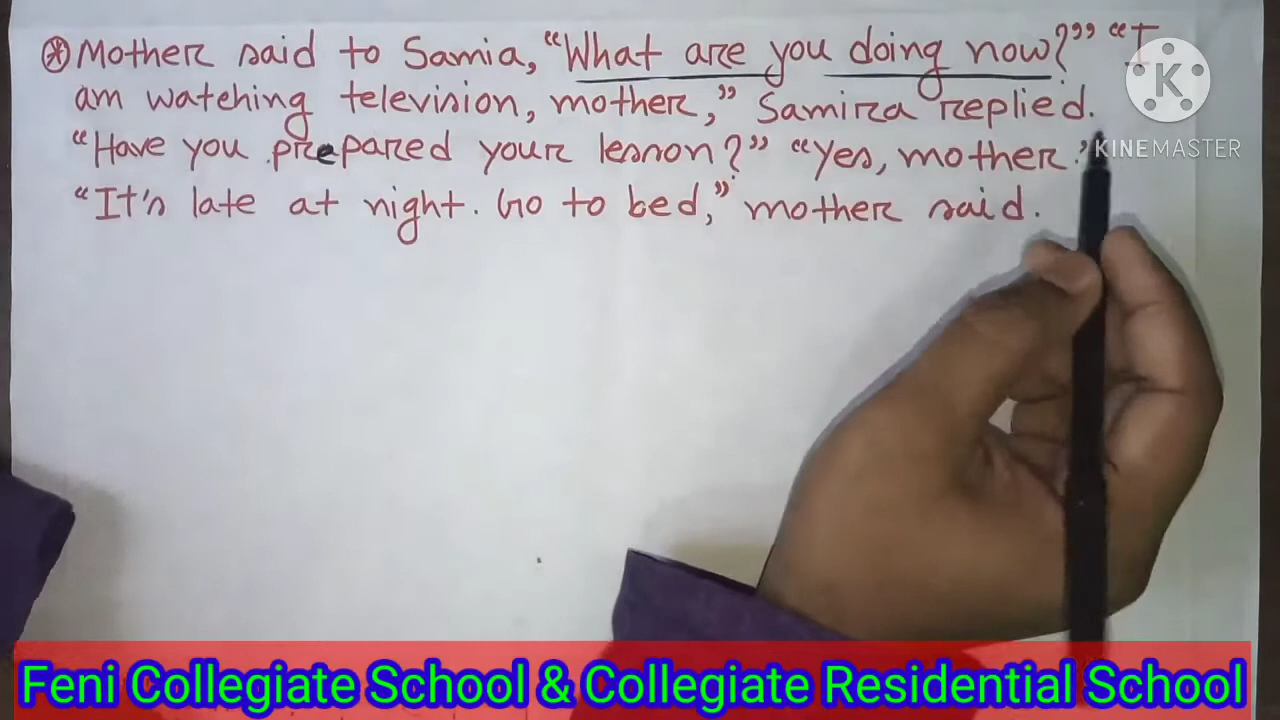 ⊛ Mother said to Samia, “What are you doing now?” “I
am watching television, mother,” Samira replied.
“Have you prepared your lesson?” “Yes, mother.”
“It's late at night. Go to bed,” mother said.
K
KINEMASTER
Feni Collegiate School & Collegiate Residential School